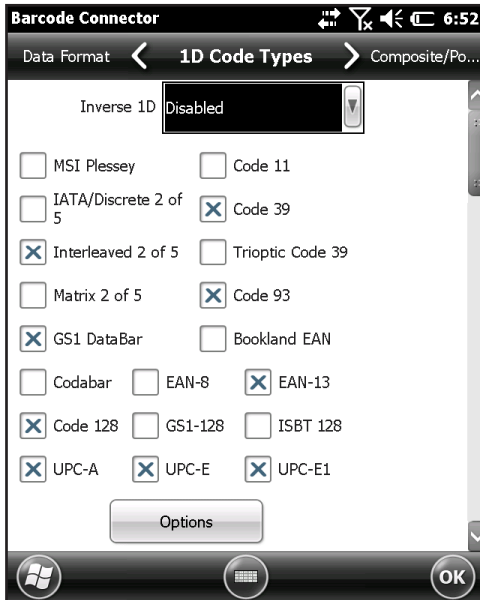 Barcode Connector 6:52
Data Format 1D Code Types Composite/Po...
Inverse 1D Disabled
MSI Plessey Code 11
IATA/Discrete 2 of
5 Code 39
Interleaved 2 of 5 Trioptic Code 39
Matrix 2 of 5 Code 93
GS1 DataBar Bookland EAN
Codabar EAN-8 EAN-13
Code 128 GS1-128 ISBT 128
UPC-A UPC-E UPC-E1
Options
OK